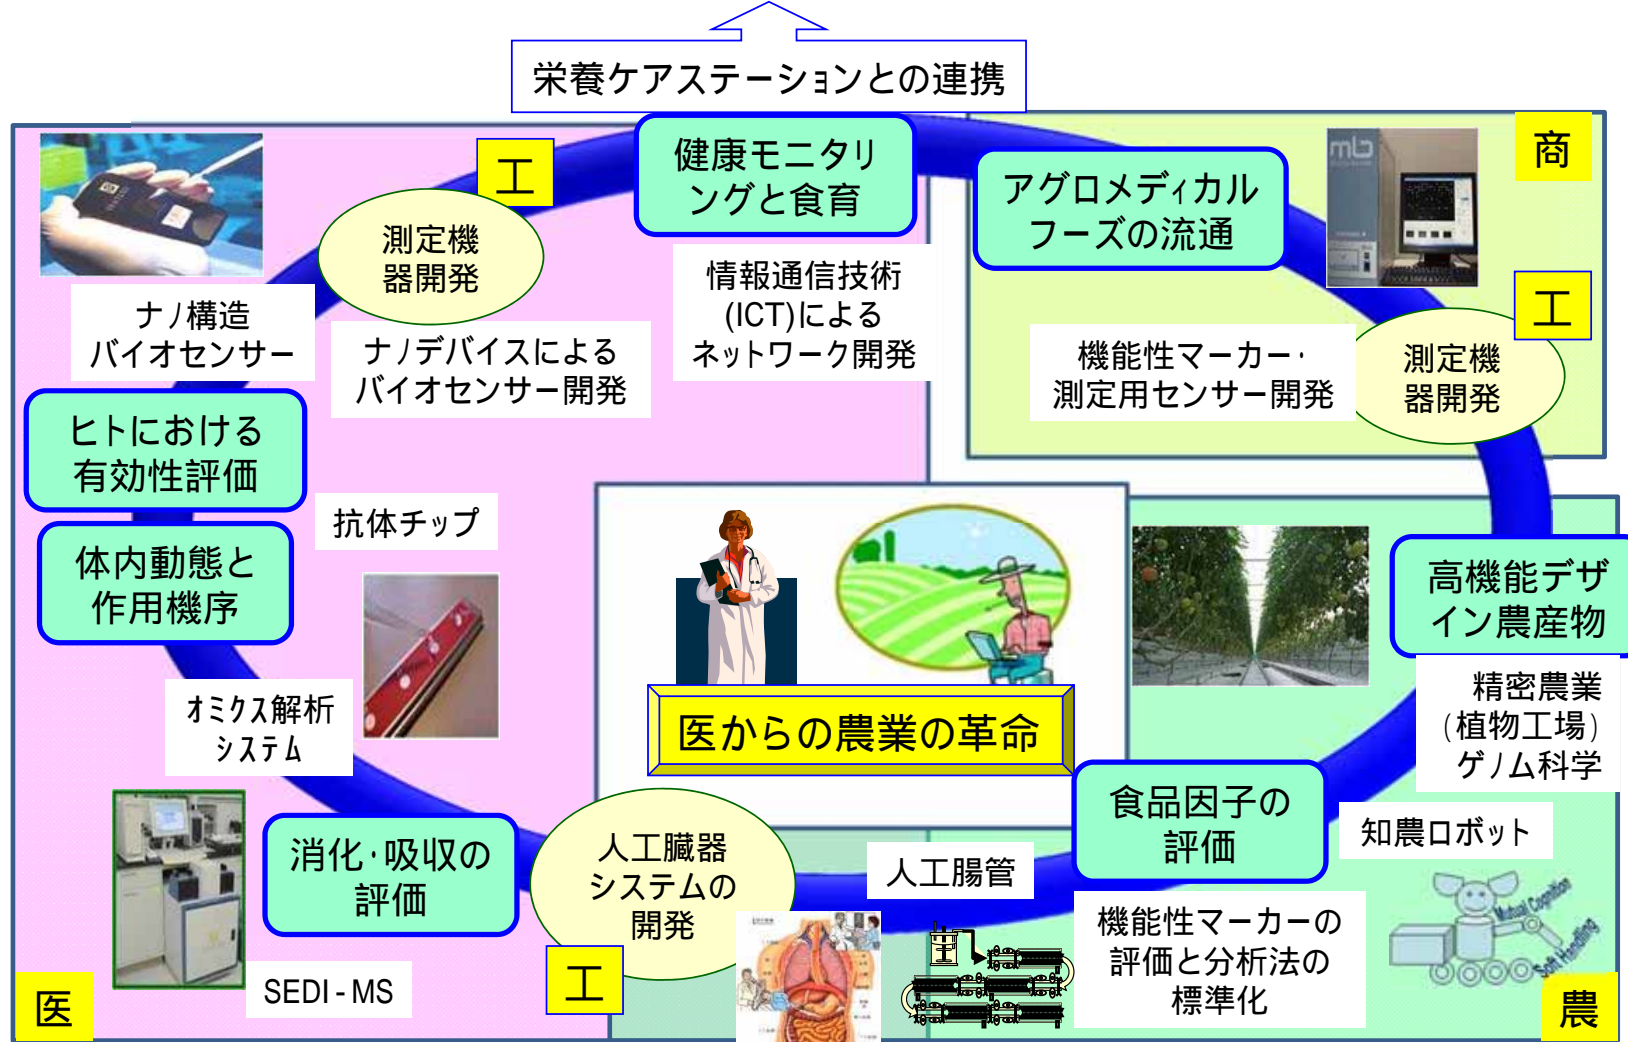 栄養ケアステーションとの連携
工
健康モニタリ
ングと食育
商
アグロメディカル
フーズの流通
mb
測定機
器開発
情報通信技術
(ICT)による
ネットワーク開発
工
ナノ構造
バイオセンサー
ナノデバイスによる
バイオセンサー開発
機能性マーカー・
測定用センサー開発
測定機
器開発
ヒトにおける
有効性評価
抗体チップ
体内動態と
作用機序
高機能デザ
イン農産物
オミクス解析
システム
医からの農業の革命
精密農業
(植物工場)
ゲノム科学
食品因子の
評価
知農ロボット
消化・吸収の
評価
人工臓器
システムの
開発
人工腸管
機能性マーカーの
評価と分析法の
標準化
Mutual Cognition
Soft Handling
SEDI-MS
医
工
農